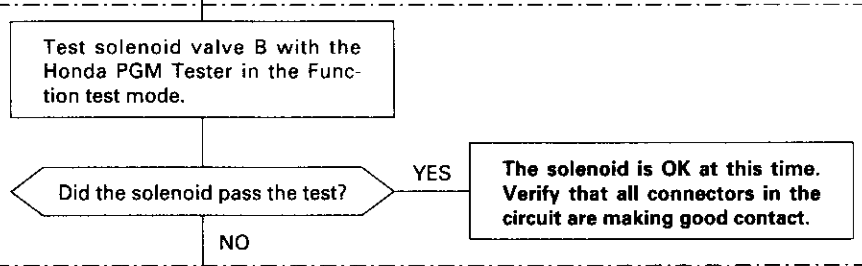 Test solenoid valve B with the
Honda PGM Tester in the Func-
tion test mode.
Did the solenoid pass the test?
YES
The solenoid is OK at this time.
Verify that all connectors in the
circuit are making good contact.
NO